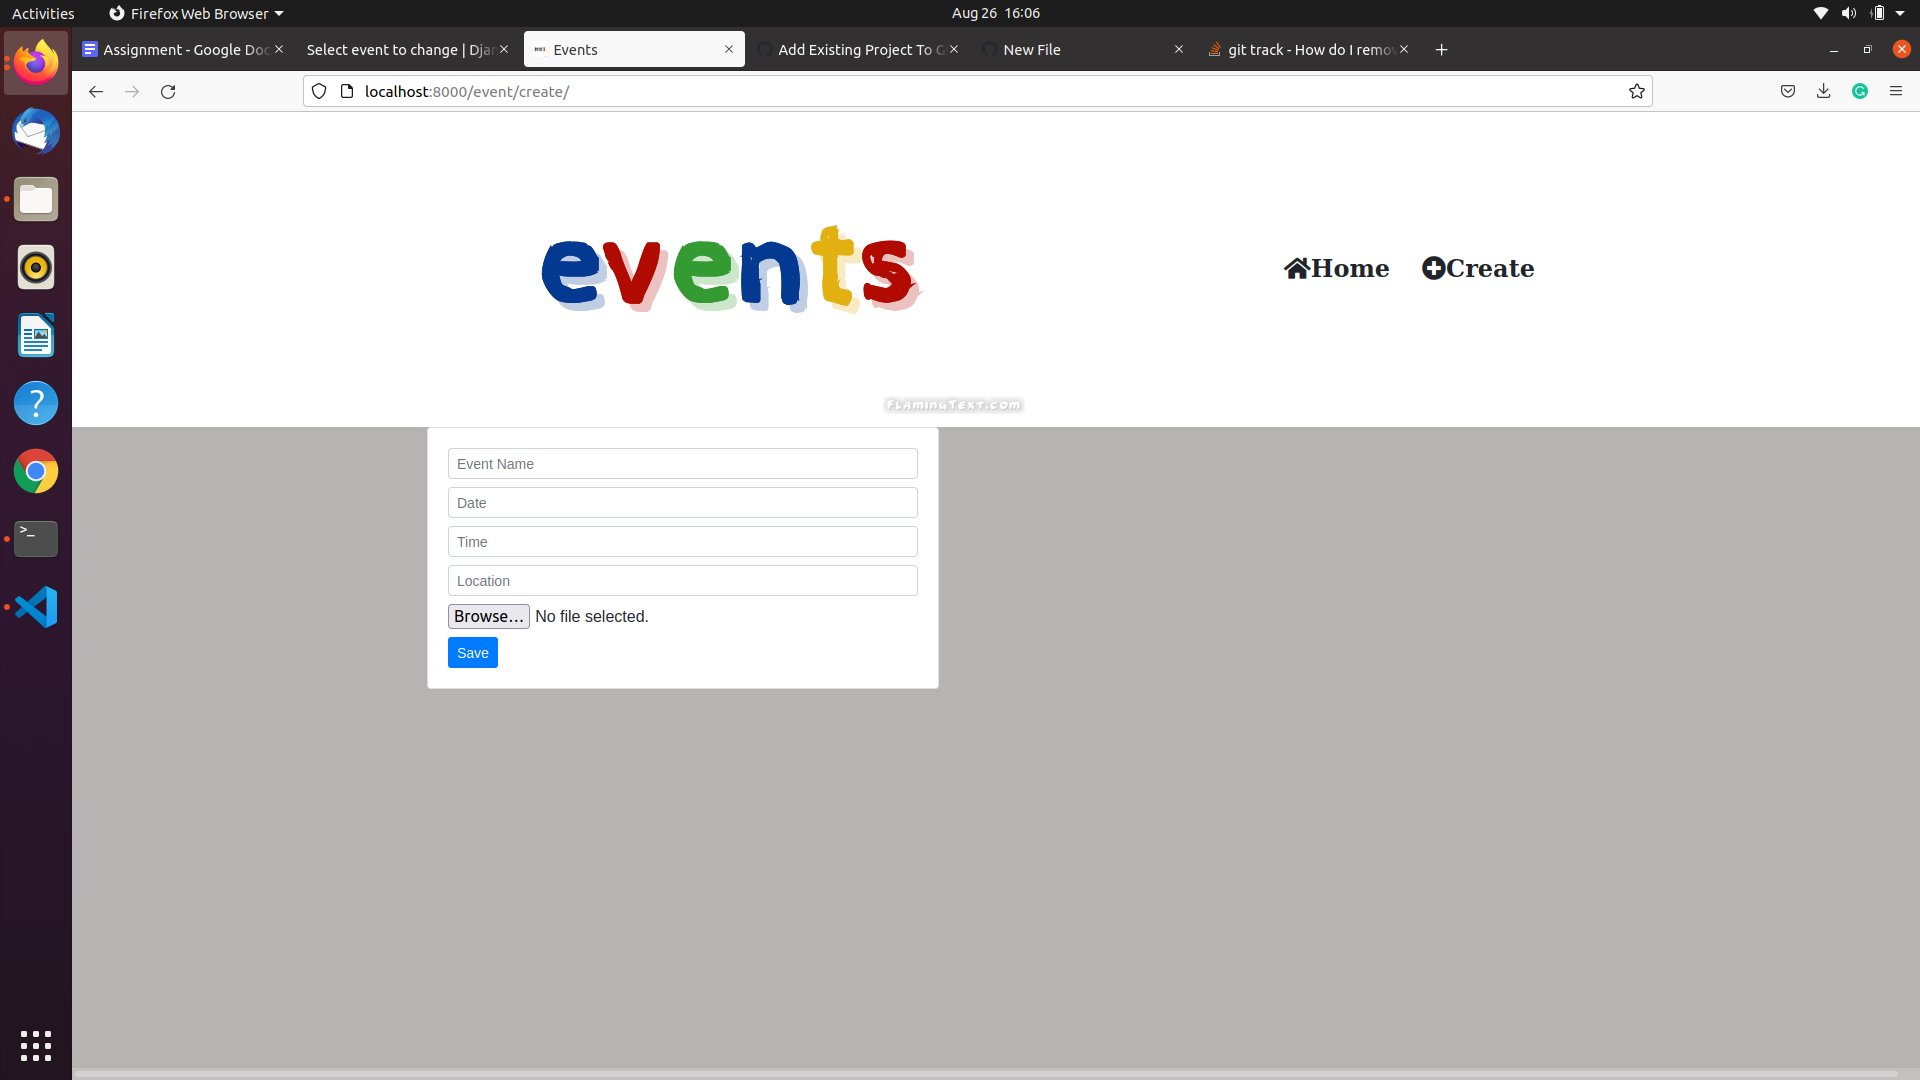 Activities
Firefox Web Browser
Aug 26 16:06
Assignment - Google Doc
Select event to change | Djan
Events
Add Existing Project To G
New File
git track - How do I remov
localhost:8000/event/create/
events
Home
Create
FlamingText.com
Event Name
Date
Time
Location
Browse…
No file selected.
Save